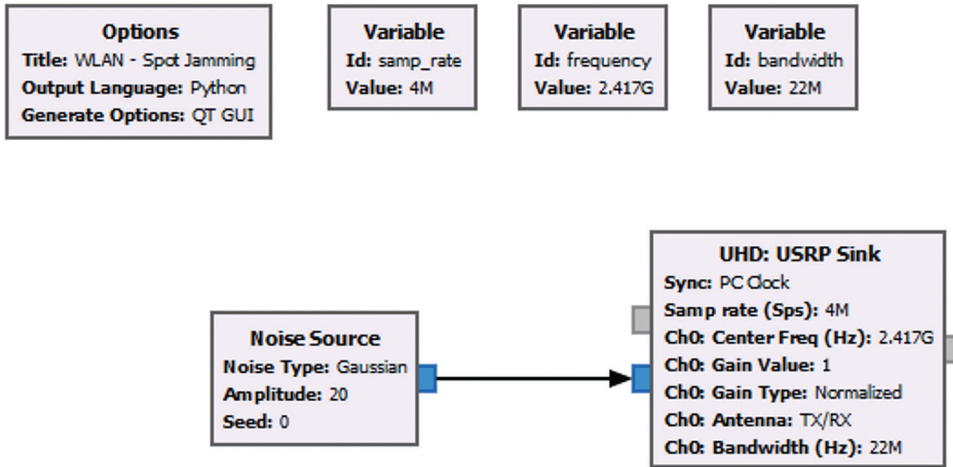 Options
Title: WLAN - Spot Jamming
Output Language: Python
Generate Options: QT GUI
Variable
Id: samp_rate
Value: 4M
Variable
Id: frequency
Value: 2.417G
Variable
Id: bandwidth
Value: 22M
Noise Source
Noise Type: Gaussian
Amplitude: 20
Seed: 0
UHD: USRP Sink
Sync: PC Clock
Samp rate (Sps): 4M
Ch0: Center Freq (Hz): 2.417G
Ch0: Gain Value: 1
Ch0: Gain Type: Normalized
Ch0: Antenna: TX/RX
Ch0: Bandwidth (Hz): 22M